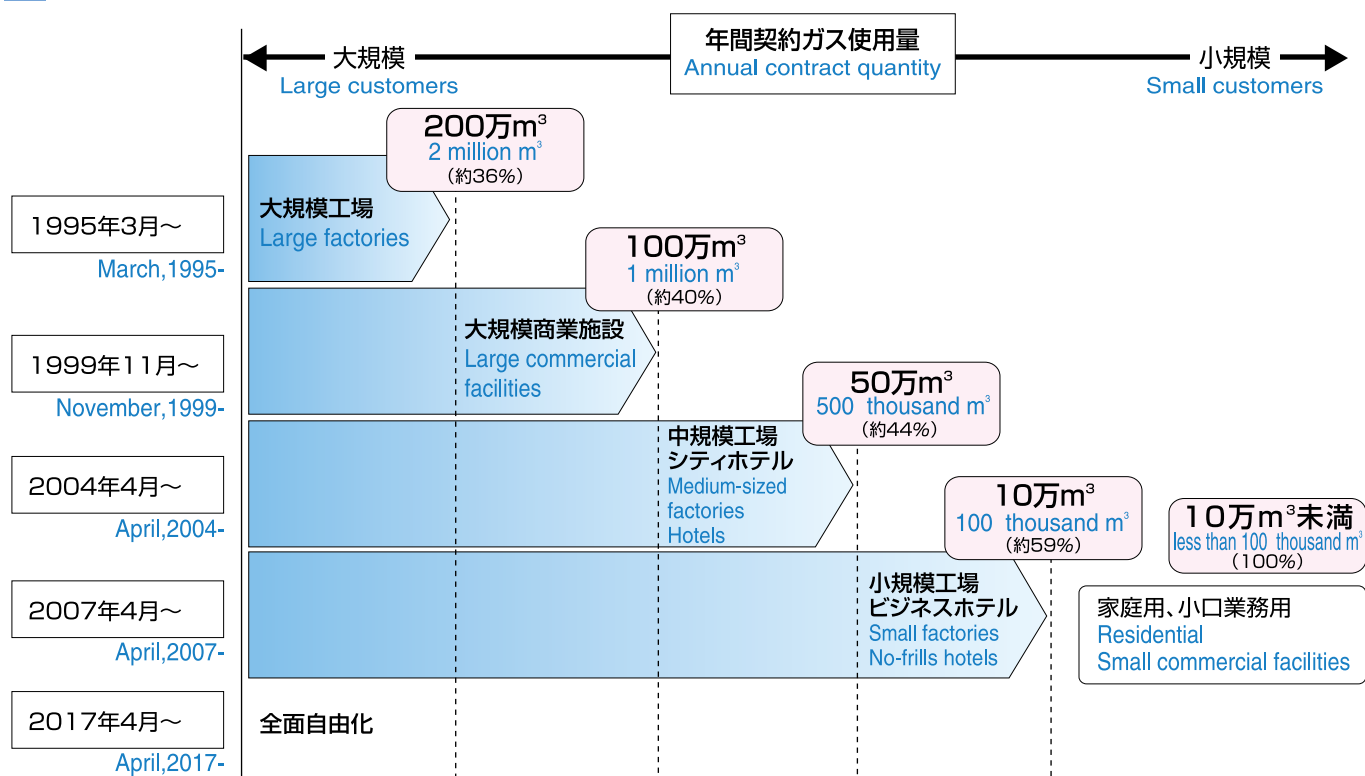 年間契約ガス使用量
Annual contract quantity
大規模
Large customers
小規模
Small customers
200万m³
2 million m³
(約36%)
1995年3月～
March,1995-
大規模工場
Large factories
100万m³
1 million m³
(約40%)
1999年11月～
November,1999-
大規模商業施設
Large commercial
facilities
50万m³
500 thousand m³
(約44%)
2004年4月～
April,2004-
中規模工場
シティホテル
Medium-sized
factories
Hotels
10万m³
100 thousand m³
(約59%)
10万m³未満
less than 100 thousand m³
(100%)
2007年4月～
April,2007-
小規模工場
ビジネスホテル
Small factories
No-frills hotels
家庭用、小口業務用
Residential
Small commercial facilities
2017年4月～
April,2017-
全面自由化